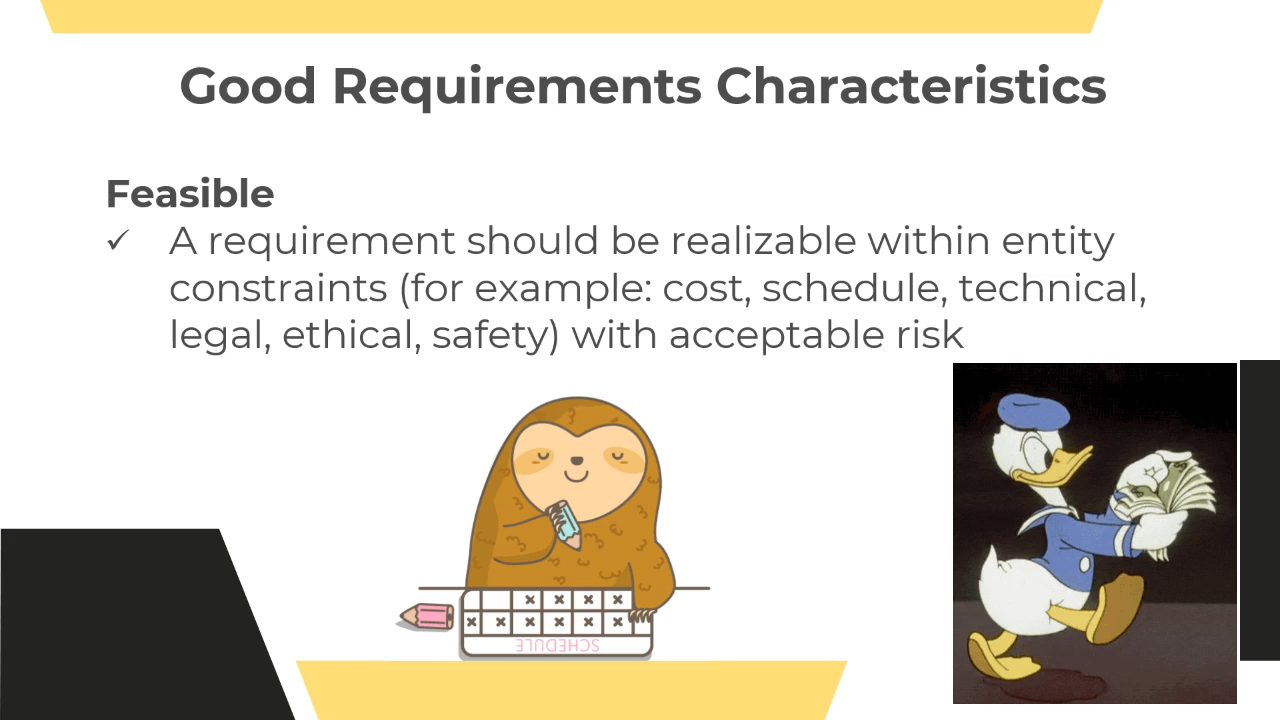 Good Requirements Characteristics
Feasible
✓ A requirement should be realizable within entity
constraints (for example: cost, schedule, technical,
legal, ethical, safety) with acceptable risk
SCHEDULE